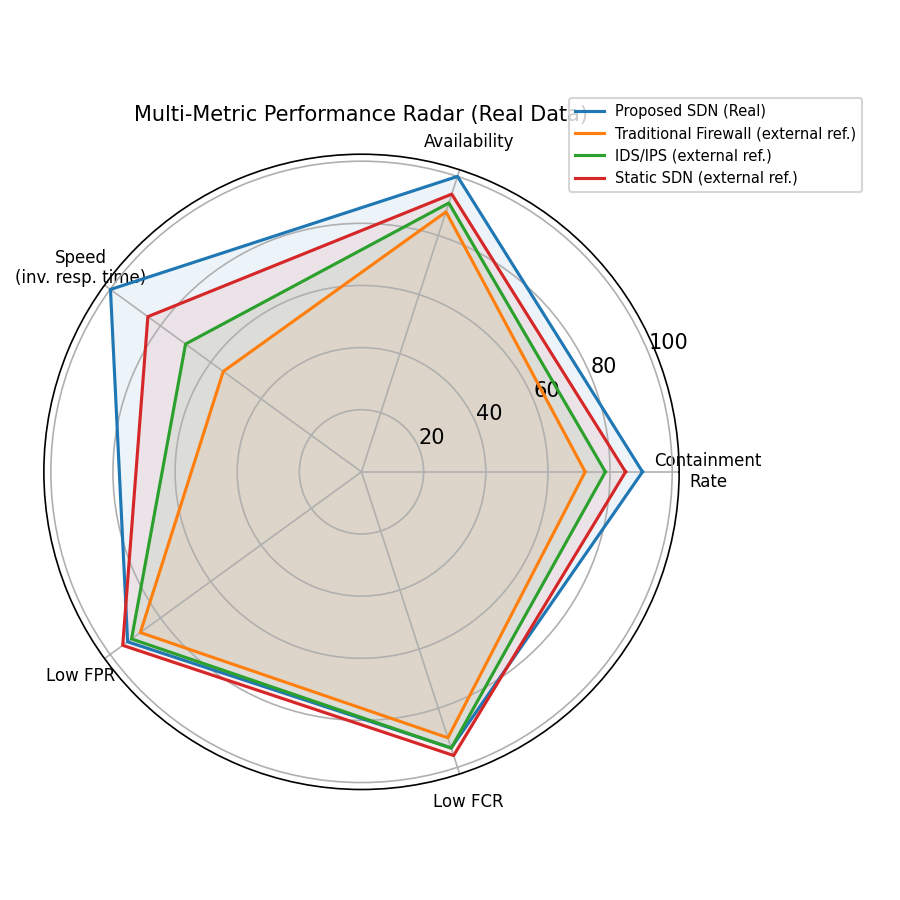 Multi-Metric Performance Radar (Real Data)
Proposed SDN (Real)
Traditional Firewall (external ref.)
IDS/IPS (external ref.)
Static SDN (external ref.)
Availability
Speed
(inv. resp. time)
100
80
60
40
20
Containment
Rate
Low FPR
Low FCR